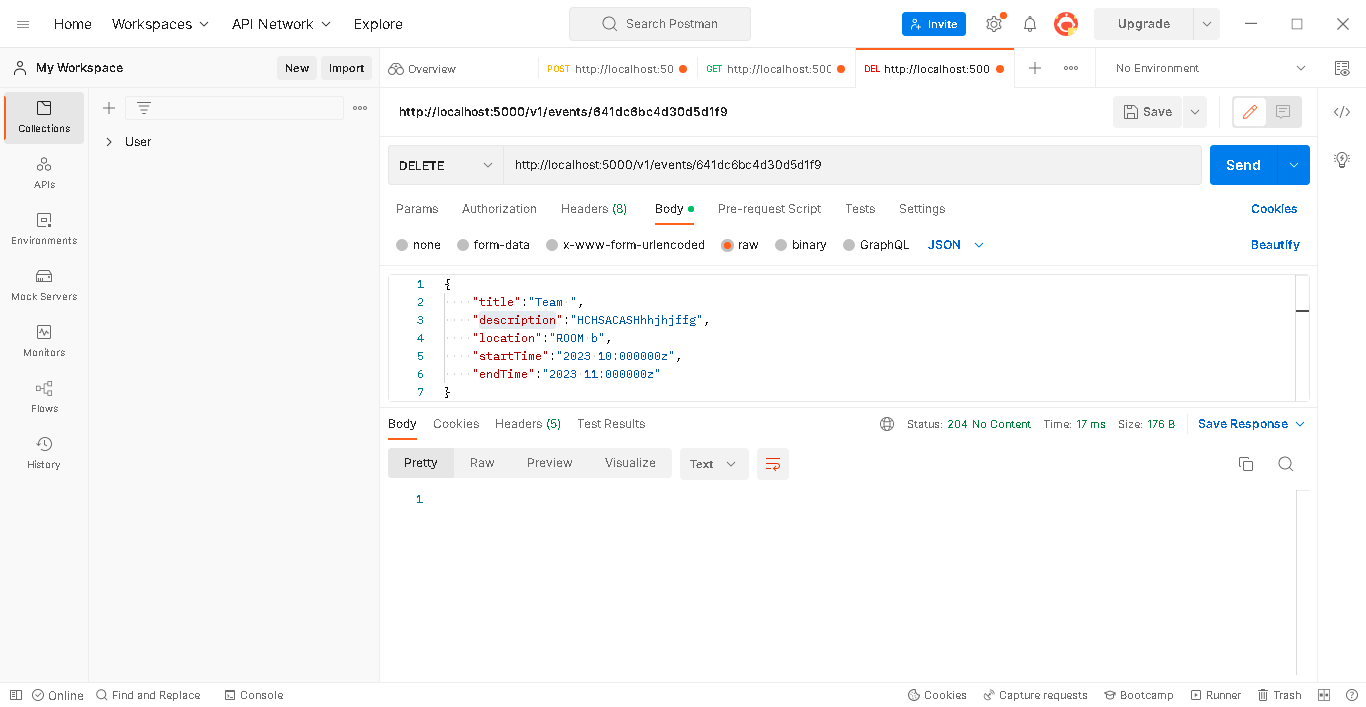 Home Workspaces API Network Explore Search Postman Invite Upgrade
My Workspace New Import Overview POST http://localhost:50 GET http://localhost:500 DEL http://localhost:500 No Environment
Collections
APIs
Environments
Mock Servers
Monitors
Flows
History
User
http://localhost:5000/v1/events/641dc6bc4d30d5d1f9 Save
DELETE http://localhost:5000/v1/events/641dc6bc4d30d5d1f9 Send
Params Authorization Headers (8) Body Pre-request Script Tests Settings Cookies
none form-data x-www-form-urlencoded raw binary GraphQL JSON Beautify
1 {
2 "title":"Team ",
3 "description":"HCHSACASHhhjhjffg",
4 "location":"ROOM b",
5 "startTime":"2023 10:000000z",
6 "endTime":"2023 11:000000z"
7 }
Body Cookies Headers (5) Test Results Status: 204 No Content Time: 17 ms Size: 176 B Save Response
Pretty Raw Preview Visualize Text
1
Online Find and Replace Console Cookies Capture requests Bootcamp Runner Trash